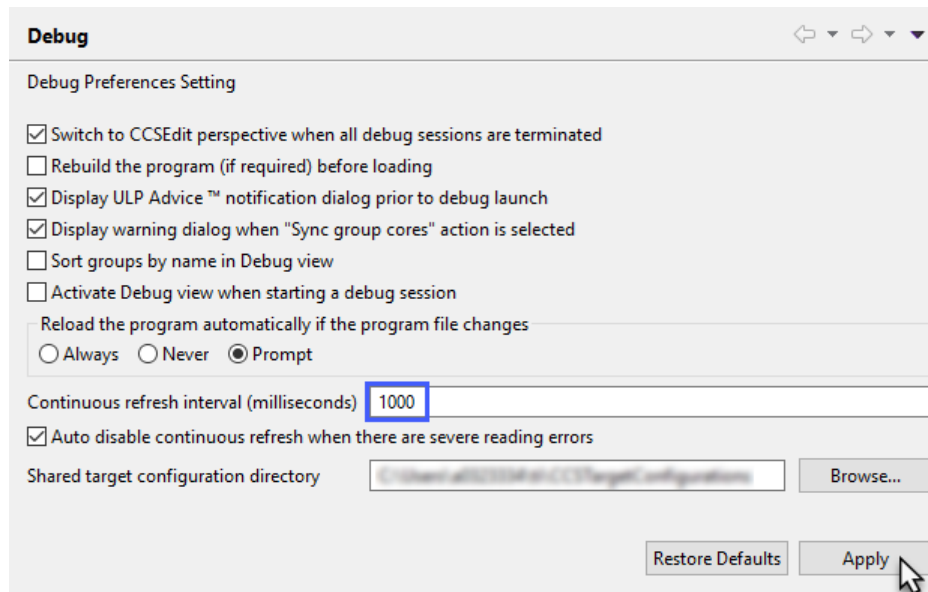 Debug
Debug Preferences Setting
Switch to CCSEdit perspective when all debug sessions are terminated
Rebuild the program (if required) before loading
Display ULP Advice ™ notification dialog prior to debug launch
Display warning dialog when "Sync group cores" action is selected
Sort groups by name in Debug view
Activate Debug view when starting a debug session
Reload the program automatically if the program file changes
Always Never Prompt
Continuous refresh interval (milliseconds) 1000
Auto disable continuous refresh when there are severe reading errors
Shared target configuration directory Browse...
Restore Defaults Apply